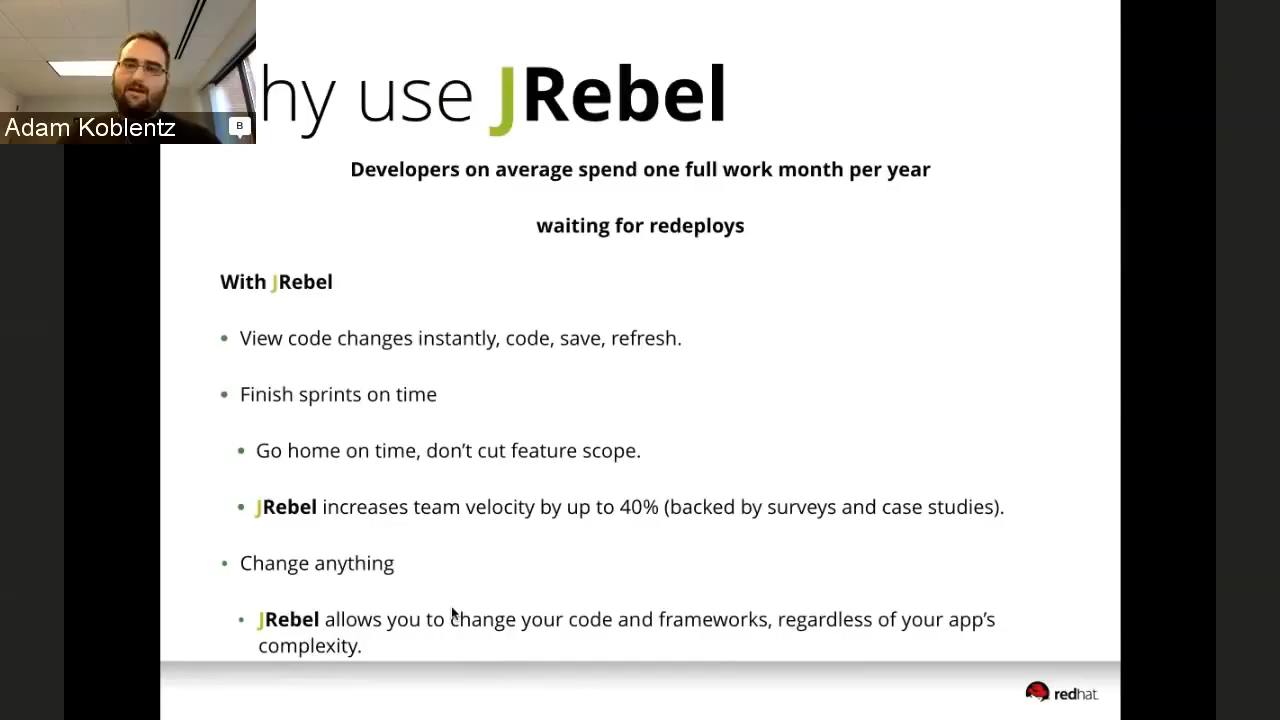 Adam Koblentz
B
hy use JRebel
Developers on average spend one full work month per year
waiting for redeploys
With JRebel
• View code changes instantly, code, save, refresh.
• Finish sprints on time
• Go home on time, don’t cut feature scope.
• JRebel increases team velocity by up to 40% (backed by surveys and case studies).
• Change anything
• JRebel allows you to change your code and frameworks, regardless of your app’s
complexity.
redhat.